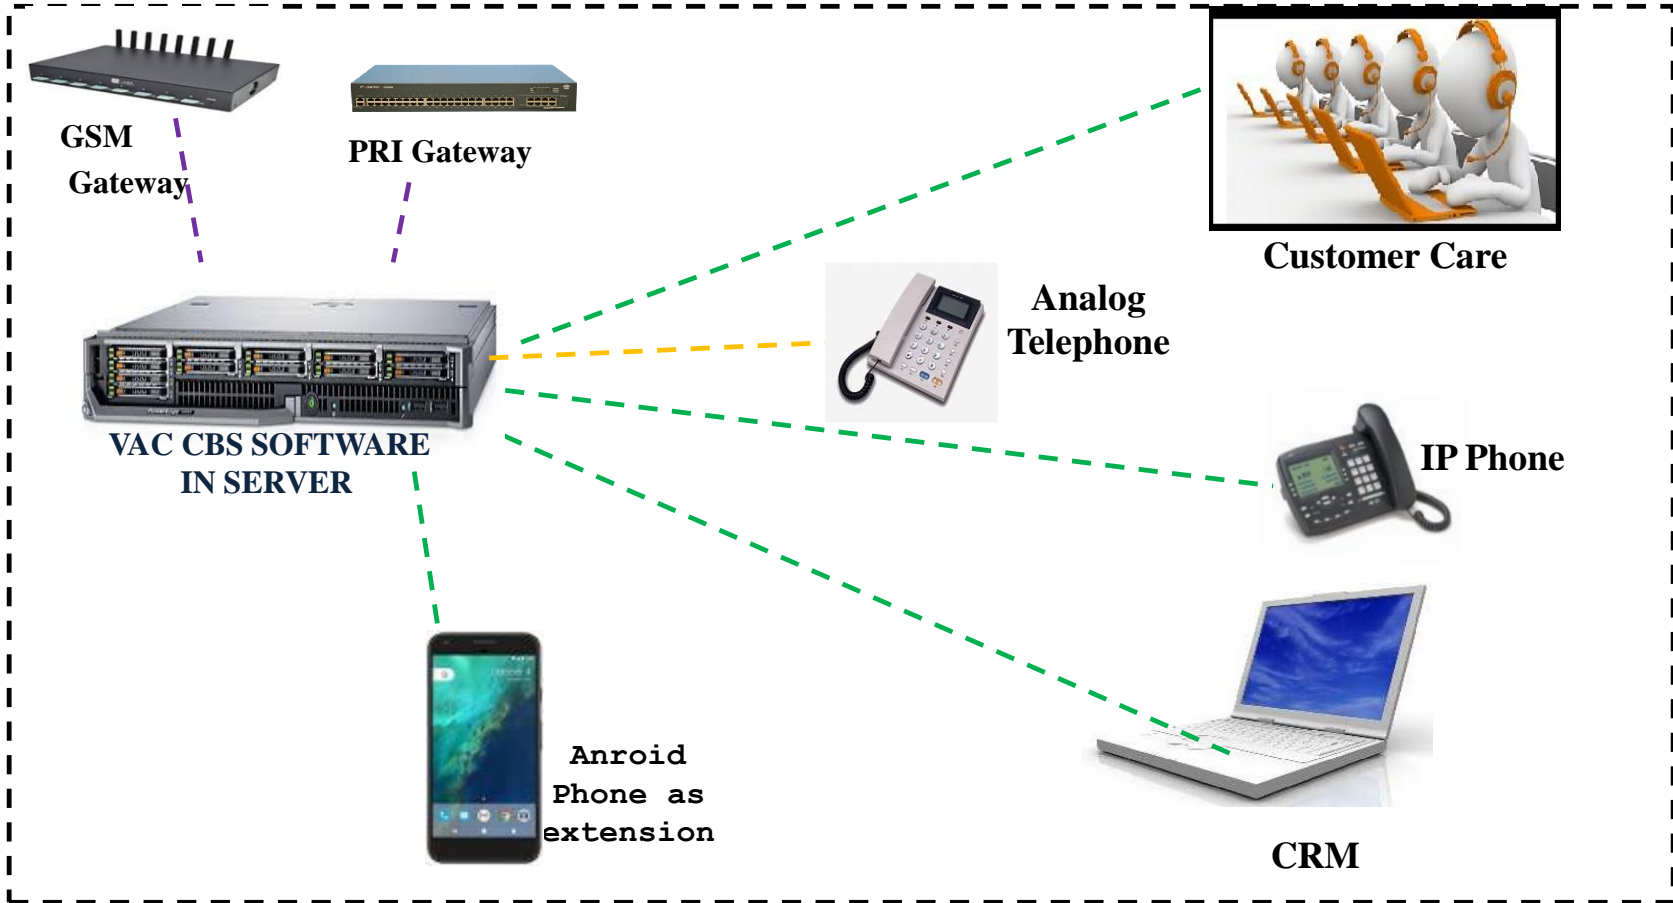 GSM
Gateway
PRI Gateway
Customer Care
Analog
Telephone
VAC CBS SOFTWARE
IN SERVER
IP Phone
Anroid
Phone as
extension
CRM